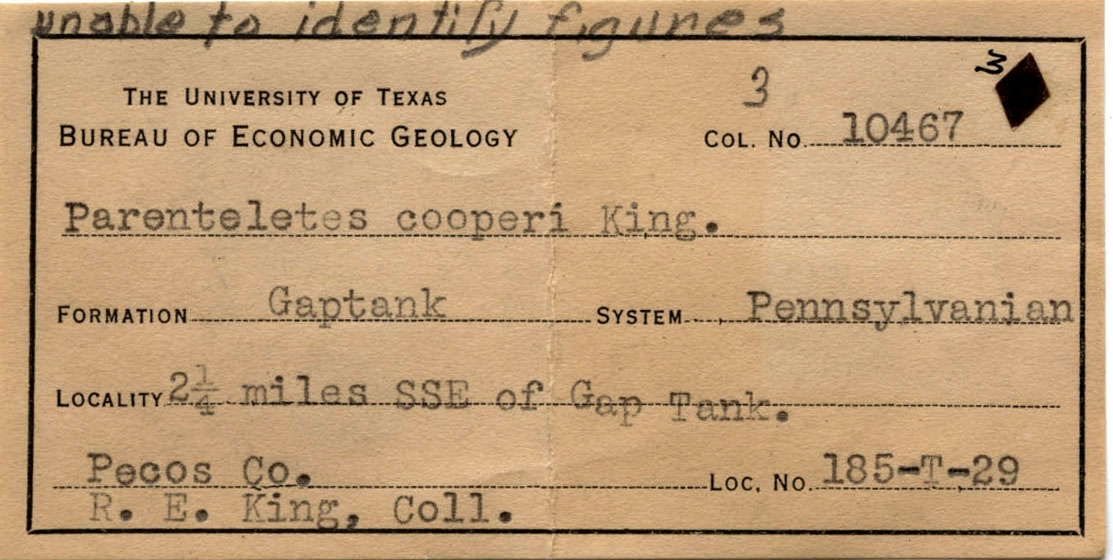 unable to identify figures
3
3
THE UNIVERSITY OF TEXAS
BUREAU OF ECONOMIC GEOLOGY
COL. NO. 10467
Parenteletes cooperi King.
FORMATION Gaptank SYSTEM Pennsylvanian
LOCALITY 2¼ miles SSE of Gap Tank.
Pecos Co. LOC. NO. 185-T-29
R. E. King, Coll.